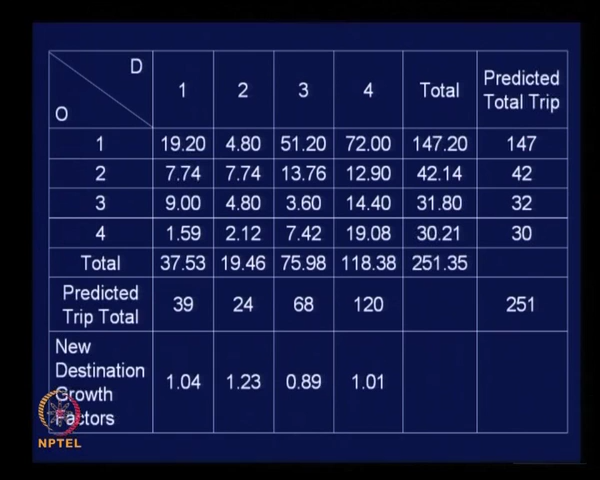 D
O
1 2 3 4 Total Predicted Total Trip
1 19.20 4.80 51.20 72.00 147.20 147
2 7.74 7.74 13.76 12.90 42.14 42
3 9.00 4.80 3.60 14.40 31.80 32
4 1.59 2.12 7.42 19.08 30.21 30
Total 37.53 19.46 75.98 118.38 251.35
Predicted
Trip Total 39 24 68 120 251
New
Destination
Growth
Factors 1.04 1.23 0.89 1.01
NPTEL